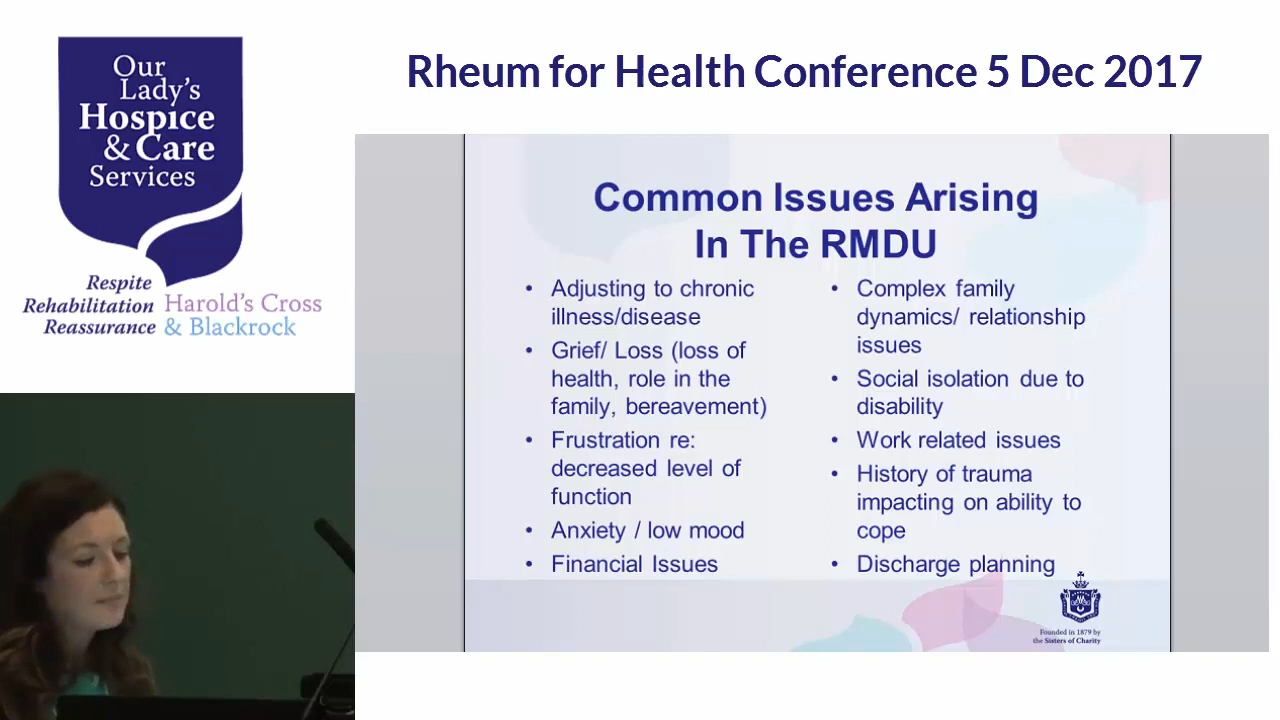 Our
Lady's
Hospice
& Care
Services
Respite
Rehabilitation
Reassurance
Harold's Cross
& Blackrock
Rheum for Health Conference 5 Dec 2017
Common Issues Arising
In The RMDU
• Adjusting to chronic
illness/disease
• Grief/ Loss (loss of
health, role in the
family, bereavement)
• Frustration re:
decreased level of
function
• Anxiety / low mood
• Financial Issues
• Complex family
dynamics/ relationship
issues
• Social isolation due to
disability
• Work related issues
• History of trauma
impacting on ability to
cope
• Discharge planning
Founded in 1879 by
the Sisters of Charity